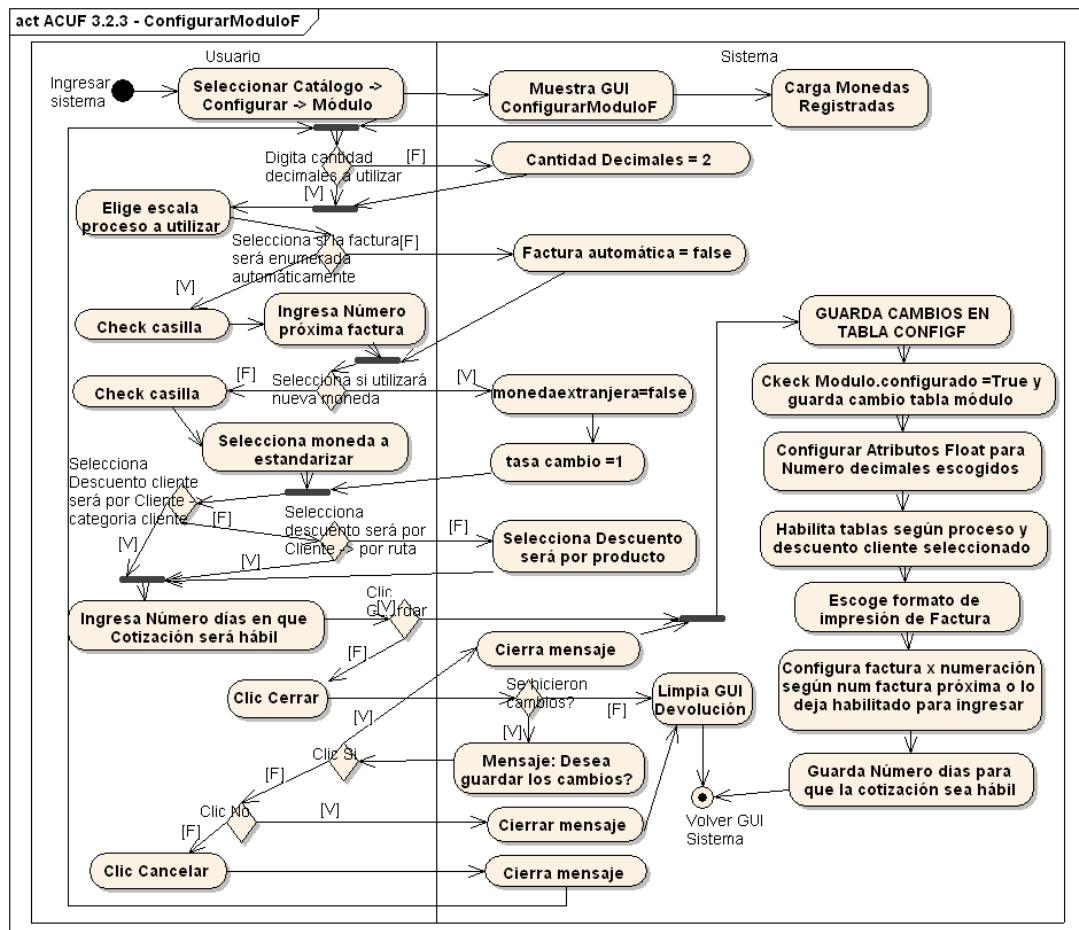 act ACUF 3.2.3 - ConfigurarModuloF
Usuario
Sistema
Ingresar
sistema
Seleccionar Catálogo ->
Configurar -> Módulo
Muestra GUI
ConfigurarModuloF
Carga Monedas
Registradas
Digita cantidad
decimales a utilizar
[F]
Cantidad Decimales = 2
[V]
Elige escala
proceso a utilizar
Selecciona si la factura
será enumerada
automáticamente
[F]
Factura automática = false
[V]
Check casilla
Ingresa Número
próxima factura
GUARDA CAMBIOS EN
TABLA CONFIGF
[F]
Selecciona si utilizará
nueva moneda
[V]
Check casilla
monedaextranjera=false
Ckeck Modulo.configurado =True y
guarda cambio tabla módulo
Selecciona moneda a
estandarizar
tasa cambio =1
Configurar Atributos Float para
Numero decimales escogidos
Selecciona
Descuento cliente
será por Cliente ->
categoria cliente
[F]
[V]
Selecciona
descuento será por
Cliente -> por ruta
[F]
[V]
Selecciona Descuento
será por producto
Habilita tablas según proceso y
descuento cliente seleccionado
Ingresa Número días en que
Cotización será hábil
Clic
Guardar
[V]
[F]
Escoge formato de
impresión de Factura
Cierra mensaje
Clic Cerrar
Se hicieron
cambios?
[F]
[V]
Limpia GUI
Devolución
Configura factura x numeración
según num factura próxima o lo
deja habilitado para ingresar
[V]
Clic Si
[F]
Mensaje: Desea
guardar los cambios?
Guarda Número dias para
que la cotización sea hábil
Clic No
[V]
[F]
Cierrar mensaje
Volver GUI
Sistema
Clic Cancelar
Cierra mensaje